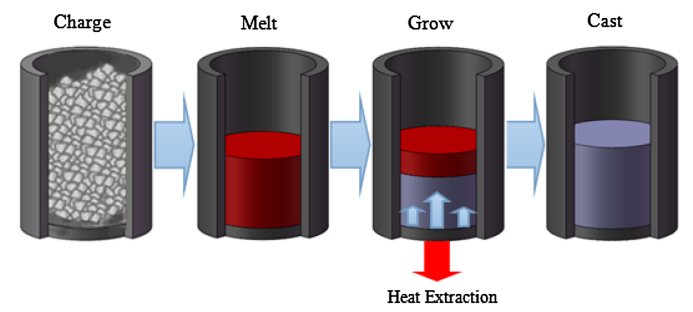 Charge
Melt
Grow
Cast
Heat Extraction